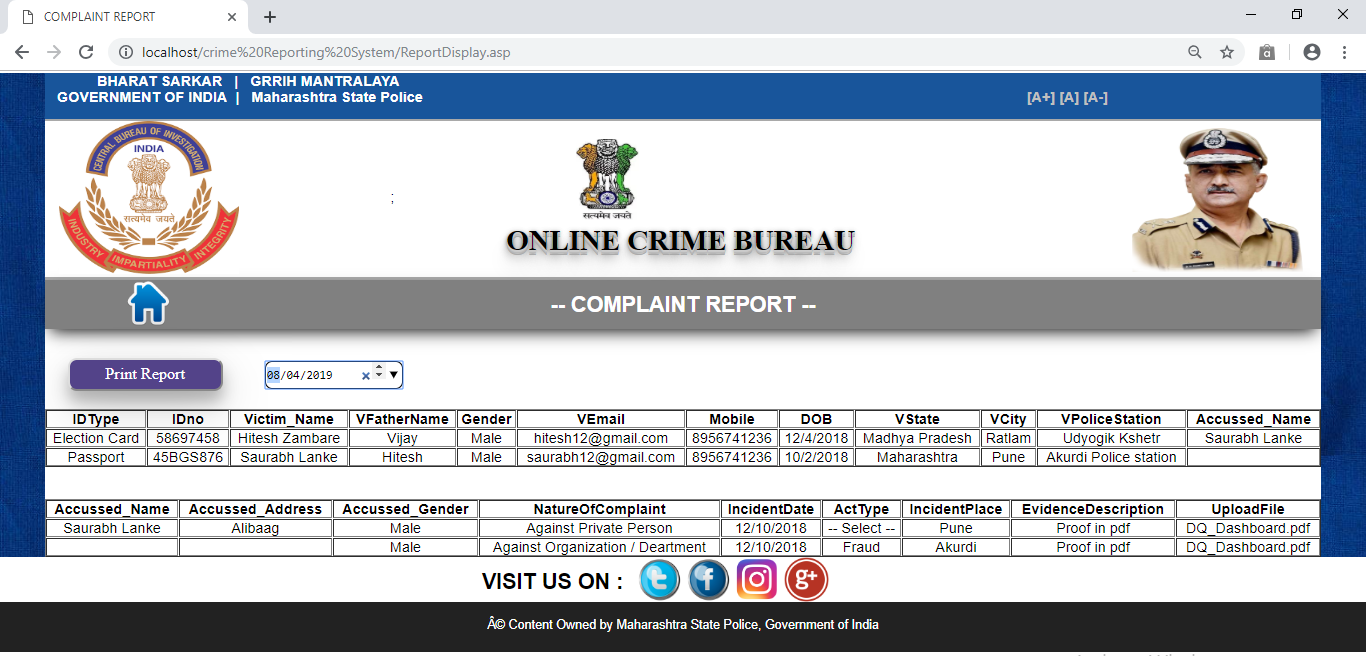 COMPLAINT REPORT
localhost/crime%20Reporting%20System/ReportDisplay.asp
BHARAT SARKAR | GRRIH MANTRALAYA
GOVERNMENT OF INDIA | Maharashtra State Police
[A+] [A] [A-]
CENTRAL BUREAU OF INVESTIGATION
INDIA
सत्यमेव जयते
INDUSTRY IMPARTIALITY INTEGRITY
;
सत्यमेव जयते
ONLINE CRIME BUREAU
-- COMPLAINT REPORT --
Print Report
08/04/2019
IDType IDno Victim_Name VFatherName Gender VEmail Mobile DOB VState VCity VPoliceStation Accussed_Name
Election Card 58697458 Hitesh Zambare Vijay Male hitesh12@gmail.com 8956741236 12/4/2018 Madhya Pradesh Ratlam Udyogik Kshetr Saurabh Lanke
Passport 45BGS876 Saurabh Lanke Hitesh Male saurabh12@gmail.com 8956741236 10/2/2018 Maharashtra Pune Akurdi Police station
Accussed_Name Accussed_Address Accussed_Gender NatureOfComplaint IncidentDate ActType IncidentPlace EvidenceDescription UploadFile
Saurabh Lanke Alibaag Male Against Private Person 12/10/2018 -- Select -- Pune Proof in pdf DQ_Dashboard.pdf
Male Against Organization / Deartment 12/10/2018 Fraud Akurdi Proof in pdf DQ_Dashboard.pdf
VISIT US ON :
Â© Content Owned by Maharashtra State Police, Government of India